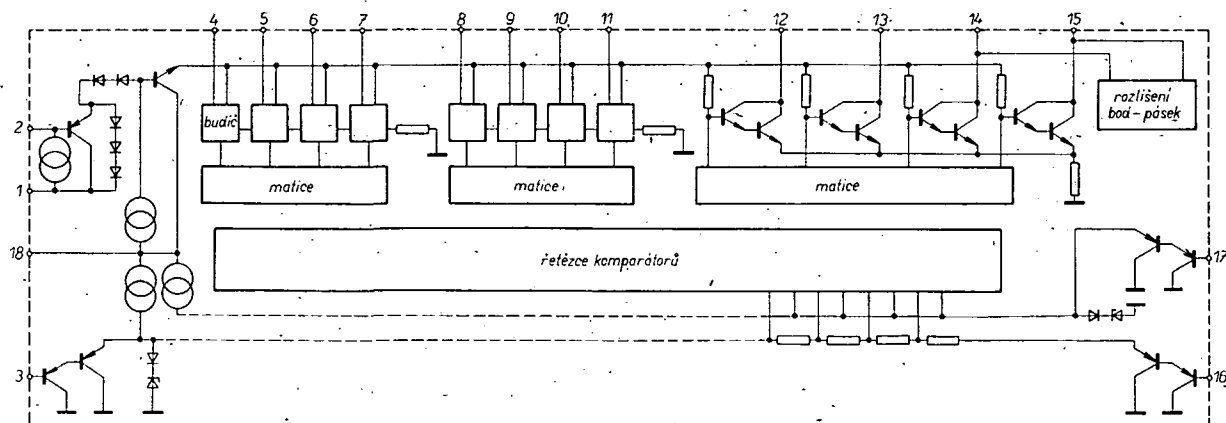 4 5 6 7 8 9 10 11 12 13 14 15
budič
rozlišení
bod-pásek
2
1
matice
matice
matice
18
řetězce komparátorů
17
3
16